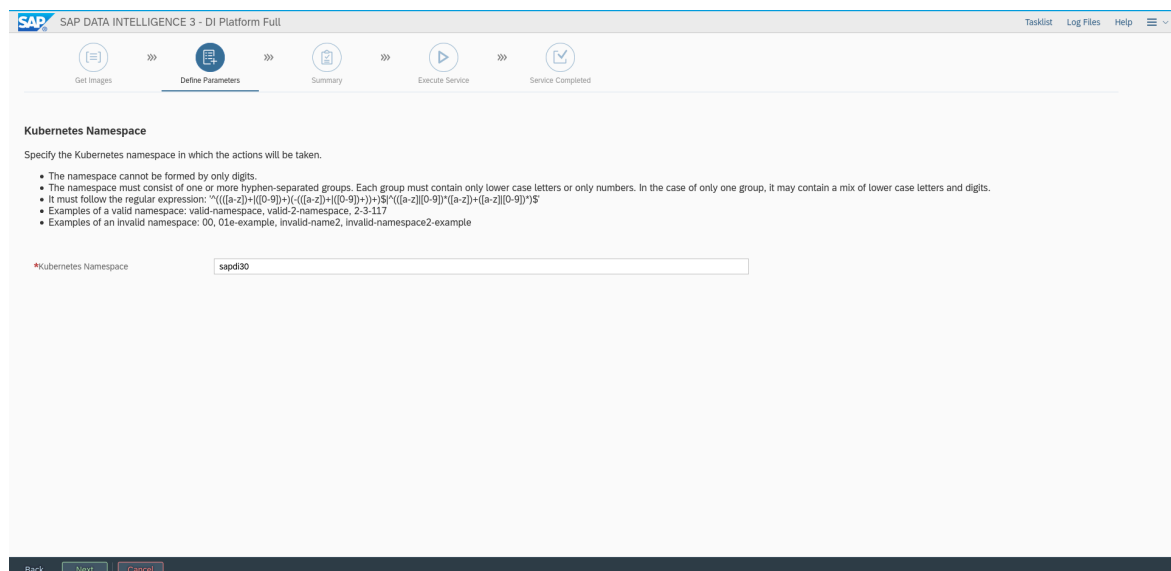 SAP SAP DATA INTELLIGENCE 3 - DI Platform Full Tasklist Log Files Help
Get Images Define Parameters Summary Execute Service Service Completed
Kubernetes Namespace
Specify the Kubernetes namespace in which the actions will be taken.
• The namespace cannot be formed by only digits.
• The namespace must consist of one or more hyphen-separated groups. Each group must contain only lower case letters or only numbers. In the case of only one group, it may contain a mix of lower case letters and digits.
• It must follow the regular expression: '^((([a-z])+|([0-9])+)(-(([a-z])+|([0-9])+))+)$|^(([a-z]|[0-9])*([a-z])+([a-z]|[0-9])*)$'
• Examples of a valid namespace: valid-namespace, valid-2-namespace, 2-3-117
• Examples of an invalid namespace: 00, 01e-example, invalid-name2, invalid-namespace2-example
*Kubernetes Namespace sapdi30
Back Next Cancel